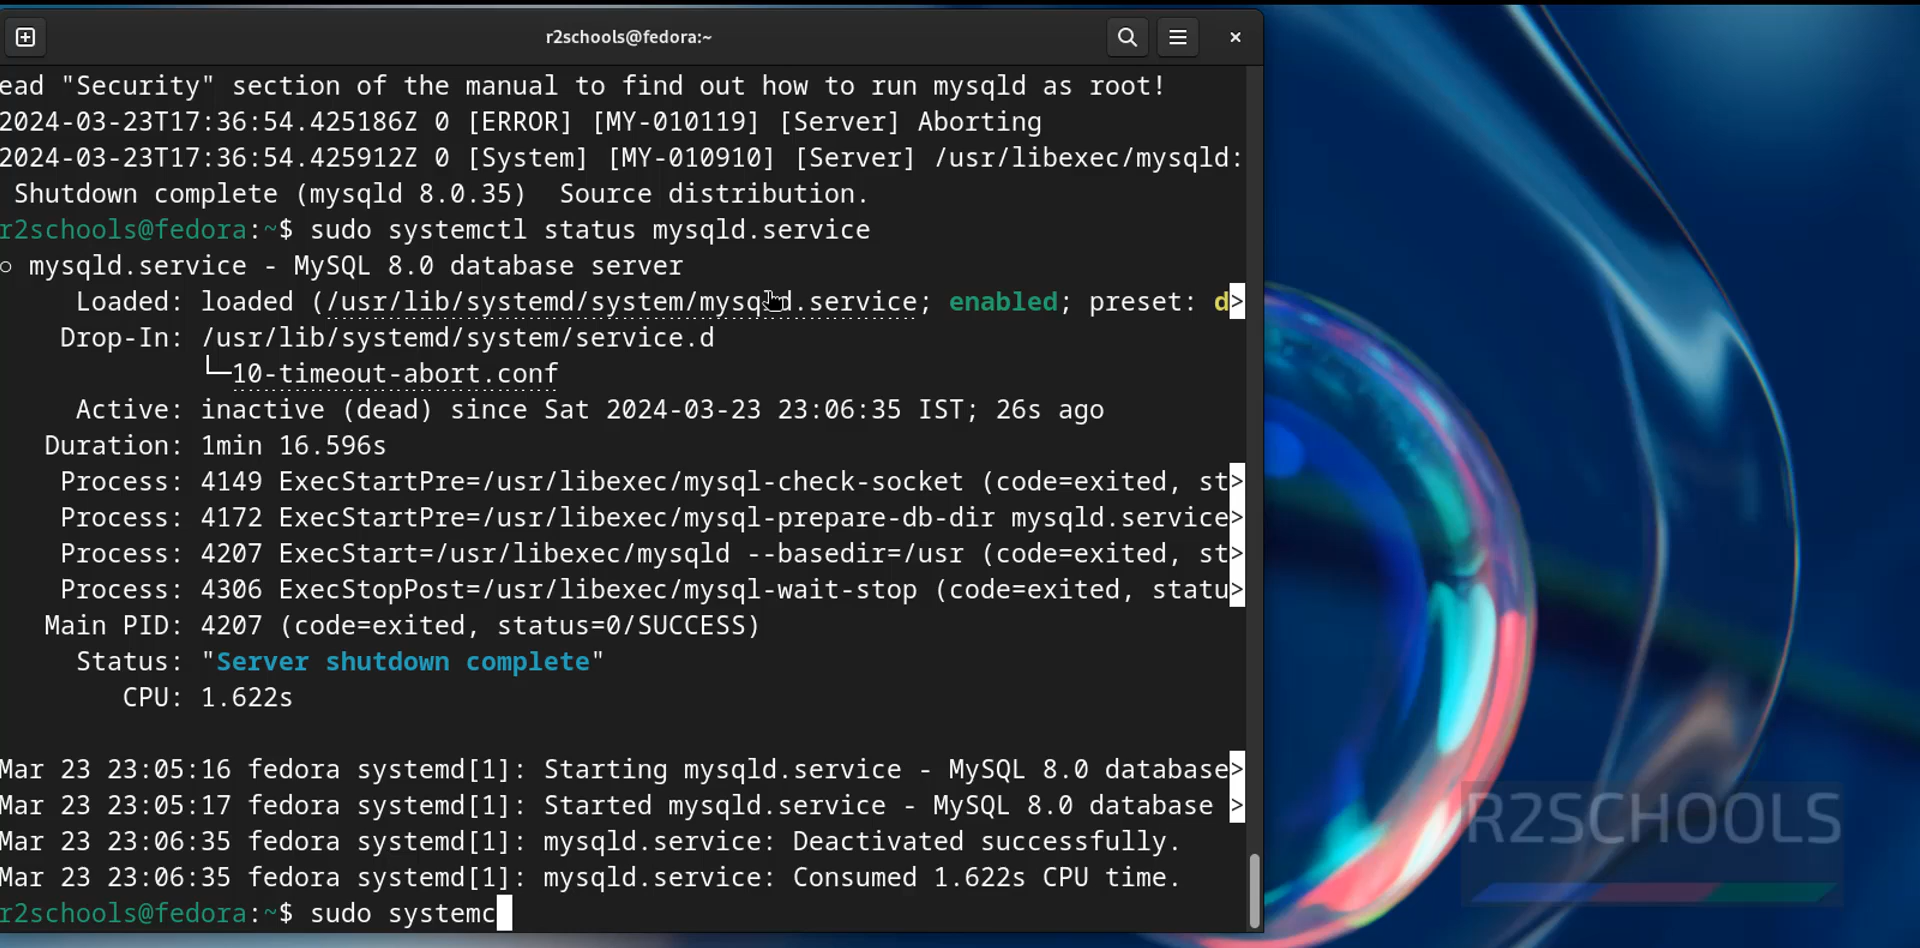 r2schools@fedora:~
ead "Security" section of the manual to find out how to run mysqld as root!
2024-03-23T17:36:54.425186Z 0 [ERROR] [MY-010119] [Server] Aborting
2024-03-23T17:36:54.425912Z 0 [System] [MY-010910] [Server] /usr/libexec/mysqld:
 Shutdown complete (mysqld 8.0.35)  Source distribution.
r2schools@fedora:~$ sudo systemctl status mysqld.service
○ mysqld.service - MySQL 8.0 database server
     Loaded: loaded (/usr/lib/systemd/system/mysqld.service; enabled; preset: d>
    Drop-In: /usr/lib/systemd/system/service.d
             └─10-timeout-abort.conf
     Active: inactive (dead) since Sat 2024-03-23 23:06:35 IST; 26s ago
   Duration: 1min 16.596s
    Process: 4149 ExecStartPre=/usr/libexec/mysql-check-socket (code=exited, st>
    Process: 4172 ExecStartPre=/usr/libexec/mysql-prepare-db-dir mysqld.service>
    Process: 4207 ExecStart=/usr/libexec/mysqld --basedir=/usr (code=exited, st>
    Process: 4306 ExecStopPost=/usr/libexec/mysql-wait-stop (code=exited, statu>
   Main PID: 4207 (code=exited, status=0/SUCCESS)
     Status: "Server shutdown complete"
        CPU: 1.622s
Mar 23 23:05:16 fedora systemd[1]: Starting mysqld.service - MySQL 8.0 database>
Mar 23 23:05:17 fedora systemd[1]: Started mysqld.service - MySQL 8.0 database >
Mar 23 23:06:35 fedora systemd[1]: mysqld.service: Deactivated successfully.
Mar 23 23:06:35 fedora systemd[1]: mysqld.service: Consumed 1.622s CPU time.
r2schools@fedora:~$ sudo systemc
R2SCHOOLS